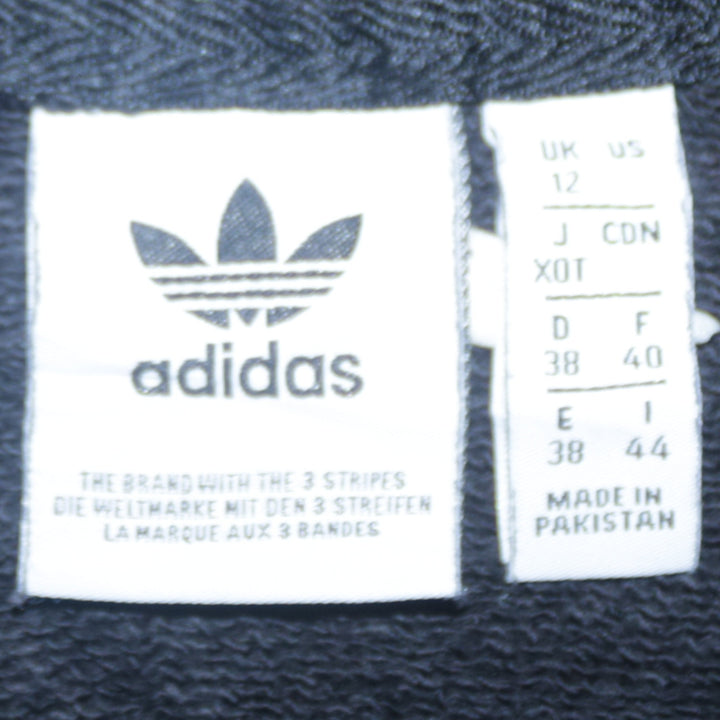 adidas
THE BRAND WITH THE 3 STRIPES
DIE WELTMARKE MIT DEN 3 STREIFEN
LA MARQUE AUX 3 BANDES
UK US
12
J CDN
XOT
D F
38 40
E I
38 44
MADE IN
PAKISTAN